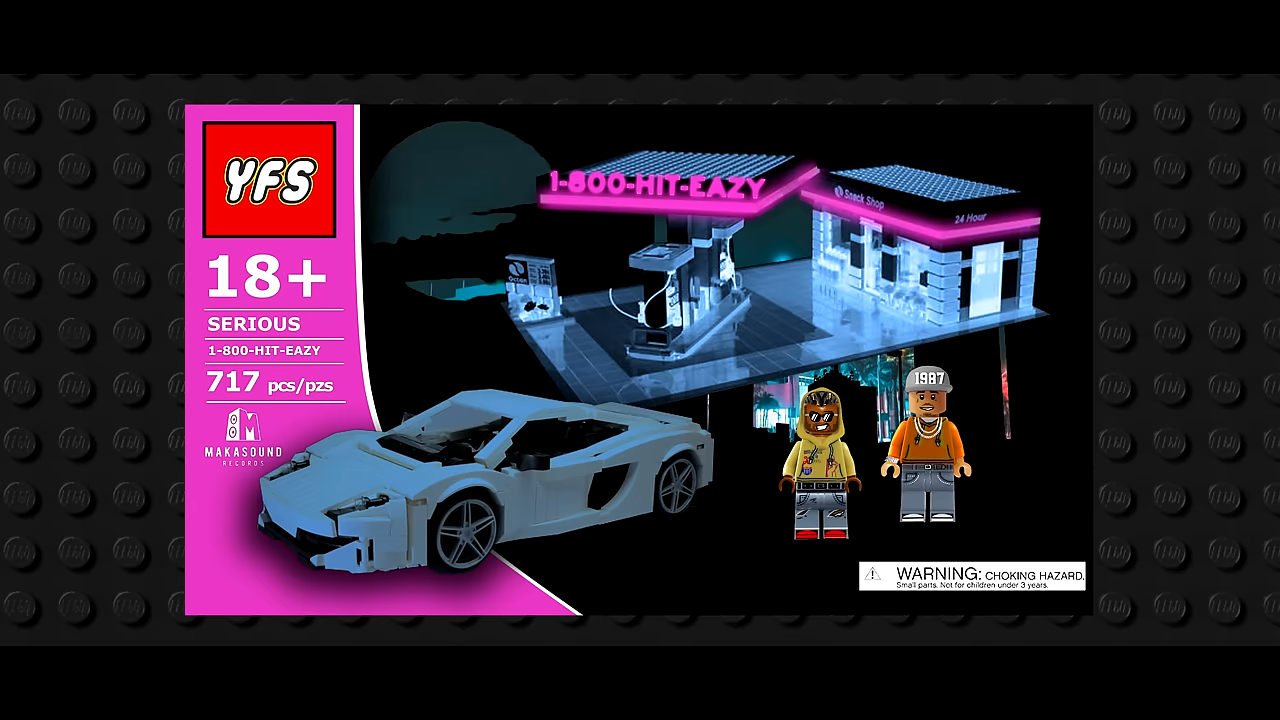 YFS
18+
SERIOUS
1-800-HIT-EAZY
717 pcs/pzs
MAKASOUND
RECORDS
1-800-HIT-EAZY
Snack Shop
24 Hour
Octan
1987
WARNING: CHOKING HAZARD.
Small parts. Not for children under 3 years.